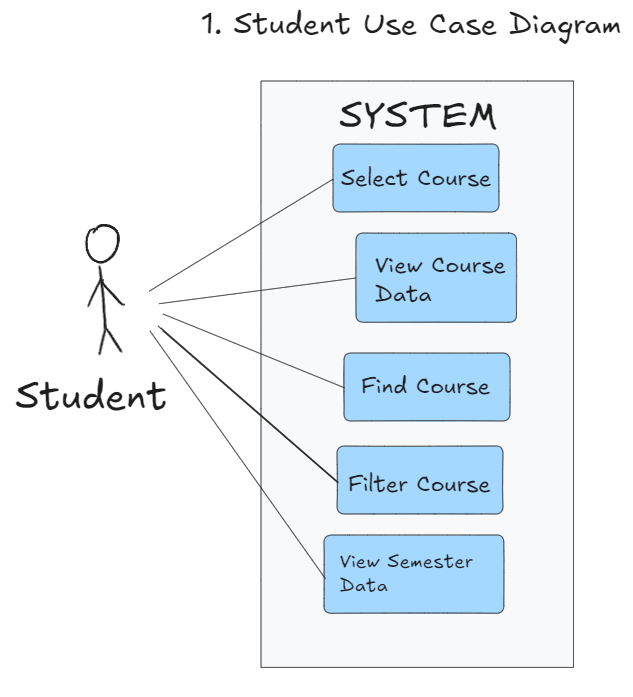 1. Student Use Case Diagram
SYSTEM
Select Course
View Course
Data
Find Course
Student
Filter Course
View Semester
Data